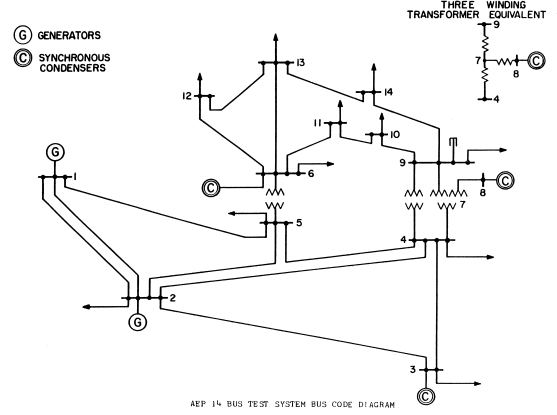 THREE WINDING
TRANSFORMER EQUIVALENT
9
7
8
C
4
G GENERATORS
C SYNCHRONOUS
CONDENSERS
13
14
12
11
10
9
G
1
C
6
C
8
7
5
4
2
G
3
C
AEP 14 BUS TEST SYSTEM BUS CODE DIAGRAM